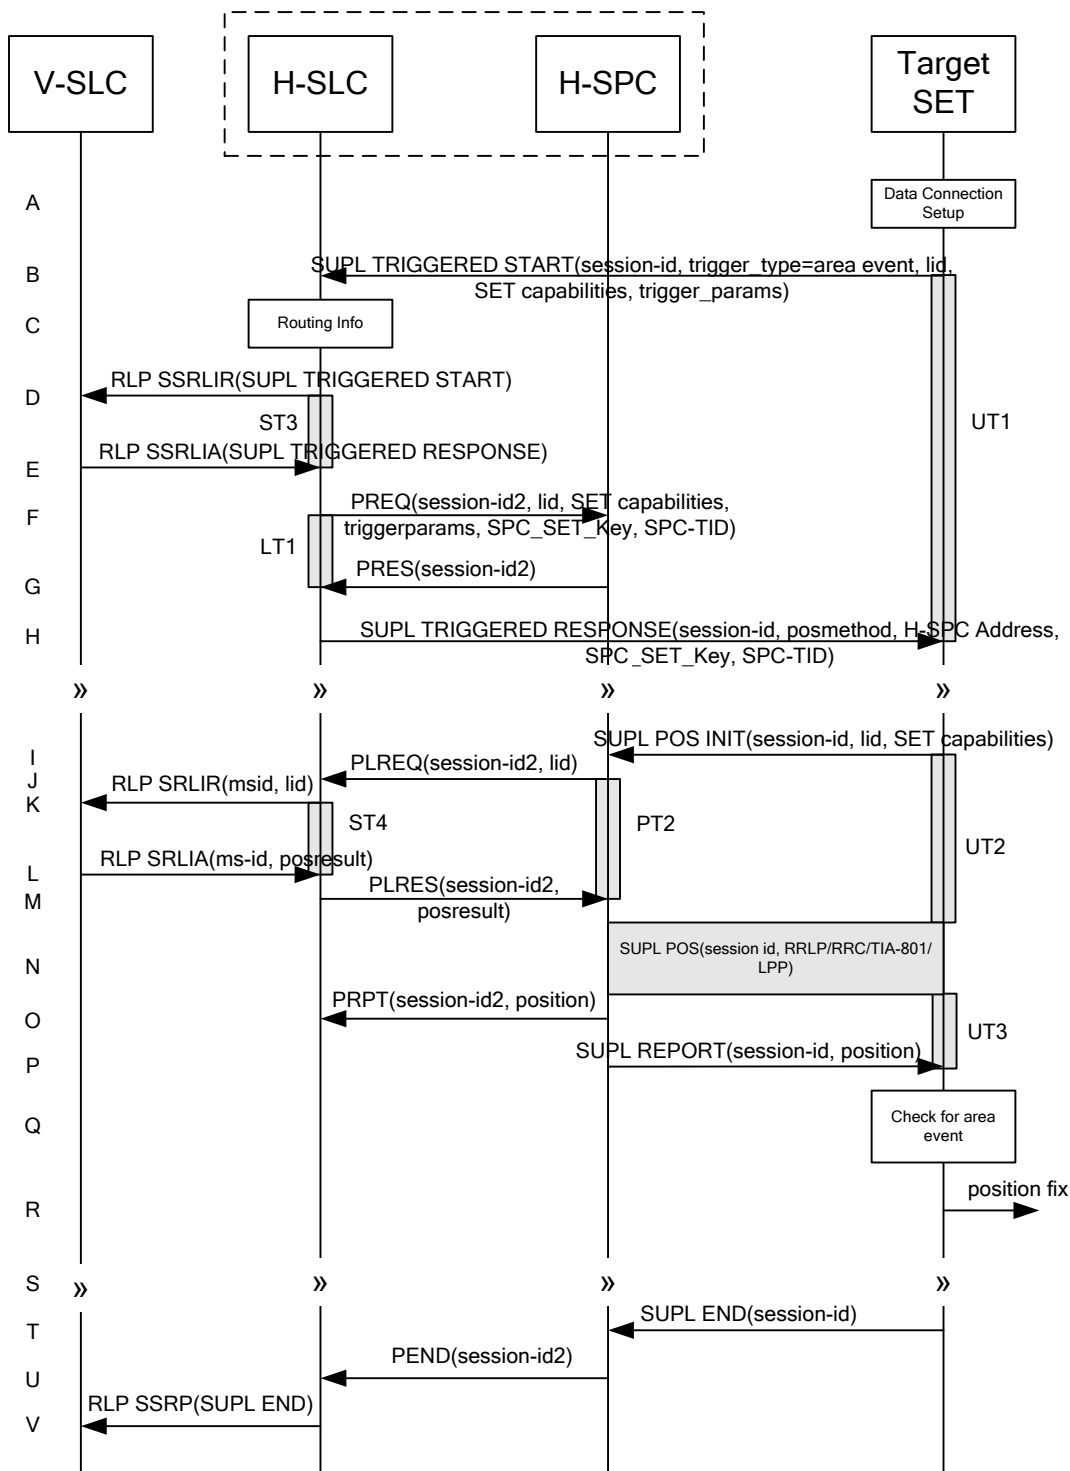 V-SLC
H-SLC
H-SPC
Target
SET
A
Data Connection
Setup
B
SUPL TRIGGERED START(session-id, trigger_type=area event, lid,
SET capabilities, trigger_params)
C
Routing Info
D
RLP SSRLIR(SUPL TRIGGERED START)
ST3
UT1
E
RLP SSRLIA(SUPL TRIGGERED RESPONSE)
F
PREQ(session-id2, lid, SET capabilities,
triggerparams, SPC_SET_Key, SPC-TID)
LT1
G
PRES(session-id2)
H
SUPL TRIGGERED RESPONSE(session-id, posmethod, H-SPC Address,
SPC_SET_Key, SPC-TID)
»
»
»
»
I
SUPL POS INIT(session-id, lid, SET capabilities)
J
PLREQ(session-id2, lid)
K
RLP SRLIR(msid, lid)
ST4
PT2
UT2
L
RLP SRLIA(ms-id, posresult)
M
PLRES(session-id2,
posresult)
N
SUPL POS(session id, RRLP/RRC/TIA-801/
LPP)
O
PRPT(session-id2, position)
UT3
P
SUPL REPORT(session-id, position)
Q
Check for area
event
R
position fix
S
»
»
»
»
T
SUPL END(session-id)
U
PEND(session-id2)
V
RLP SSRP(SUPL END)